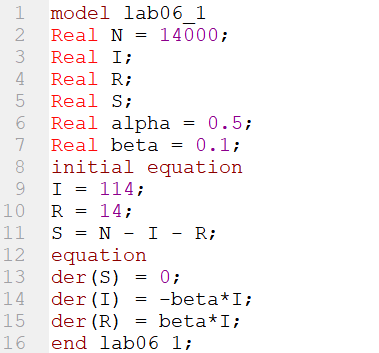 1 model lab06_1
2 Real N = 14000;
3 Real I;
4 Real R;
5 Real S;
6 Real alpha = 0.5;
7 Real beta = 0.1;
8 initial equation
9 I = 114;
10 R = 14;
11 S = N - I - R;
12 equation
13 der(S) = 0;
14 der(I) = -beta*I;
15 der(R) = beta*I;
16 end lab06_1;